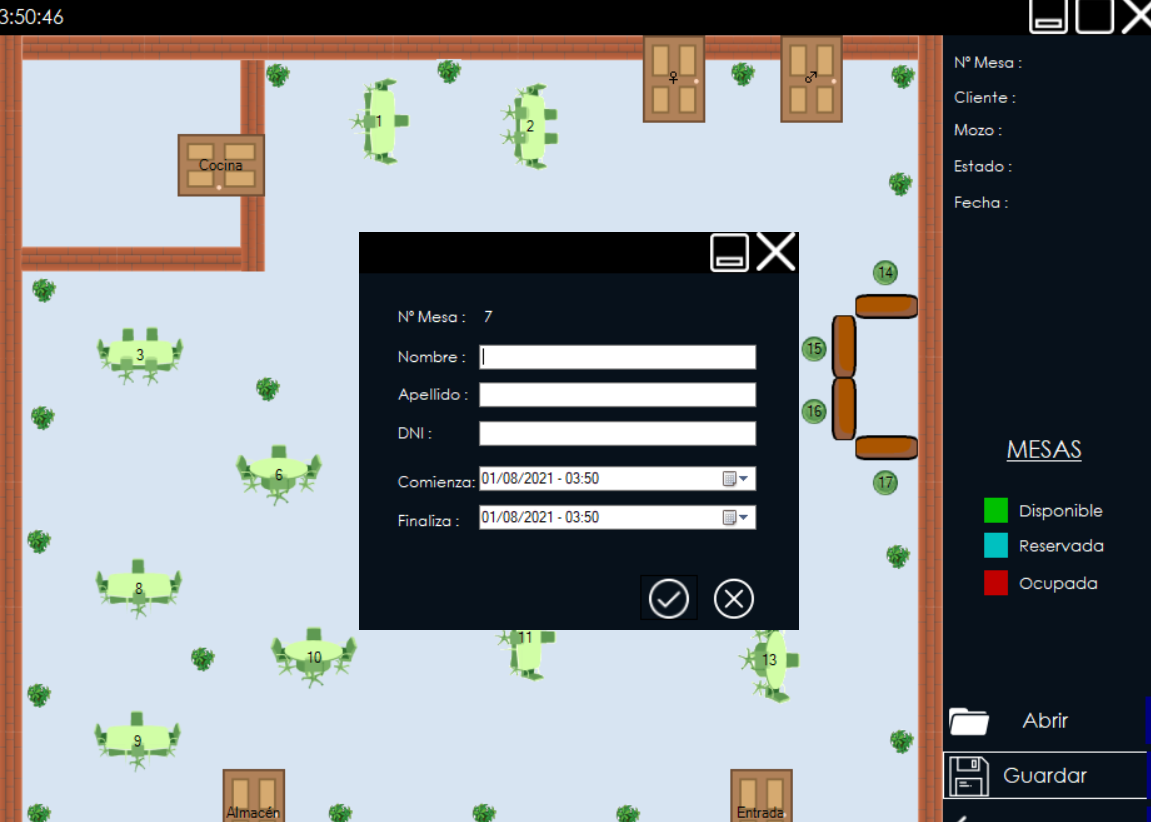 3:50:46
Nº Mesa :
Cliente :
Mozo :
Estado :
Fecha :
♀
♂
1
2
Cocina
14
Nº Mesa : 7
Nombre :
Apellido :
DNI :
Comienza: 01/08/2021 - 03:50
Finaliza : 01/08/2021 - 03:50
15
16
17
3
6
8
10
11
13
9
MESAS
Disponible
Reservada
Ocupada
Abrir
Guardar
Almacén
Entrada